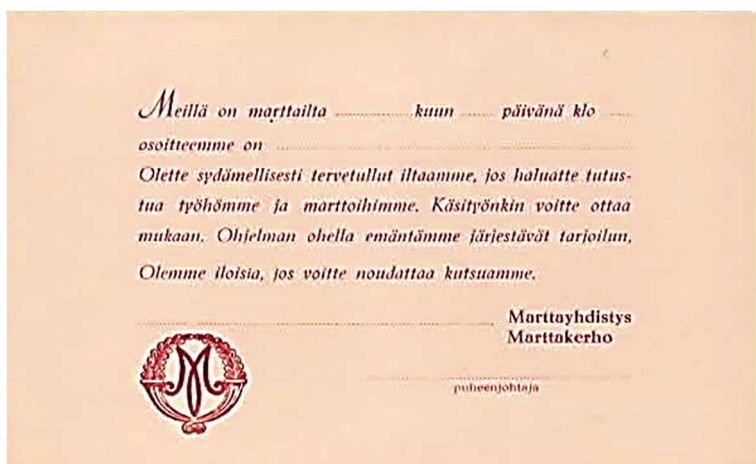 Meillä on marttailta .................. kuun ........ päivänä klo ......
osoitteemme on ..........................................................
Olette sydämellisesti tervetullut iltaamme, jos haluatte tutus-
tua työhömme ja marttoihimme. Käsityönkin voitte ottaa
mukaan. Ohjelman ohella emäntämme järjestävät tarjoilun.
Olemme iloisia, jos voitte noudattaa kutsuamme.
.......................................................... Marttayhdistys
Marttakerho
M
puheenjohtaja